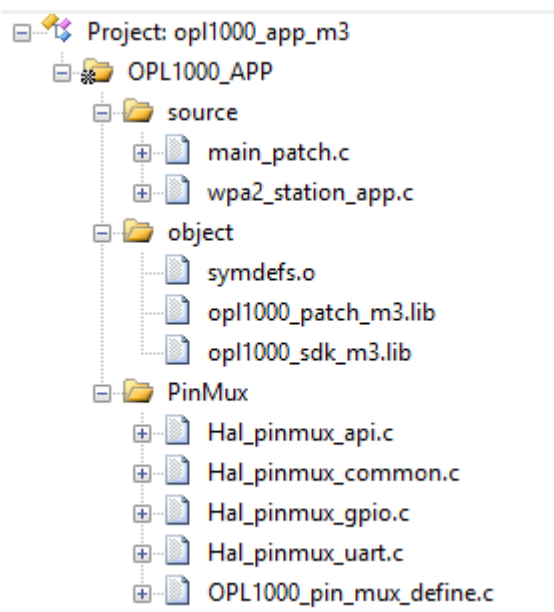 Project: opl1000_app_m3
OPL1000_APP
source
main_patch.c
wpa2_station_app.c
object
symdefs.o
opl1000_patch_m3.lib
opl1000_sdk_m3.lib
PinMux
Hal_pinmux_api.c
Hal_pinmux_common.c
Hal_pinmux_gpio.c
Hal_pinmux_uart.c
OPL1000_pin_mux_define.c